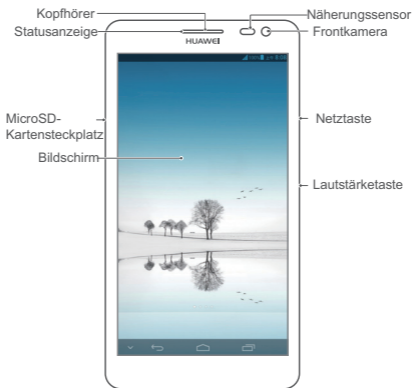 Kopfhörer
Näherungssensor
Statusanzeige
Frontkamera
HUAWEI
MicroSD-
Kartensteckplatz
Netztaste
Bildschirm
Lautstärketaste